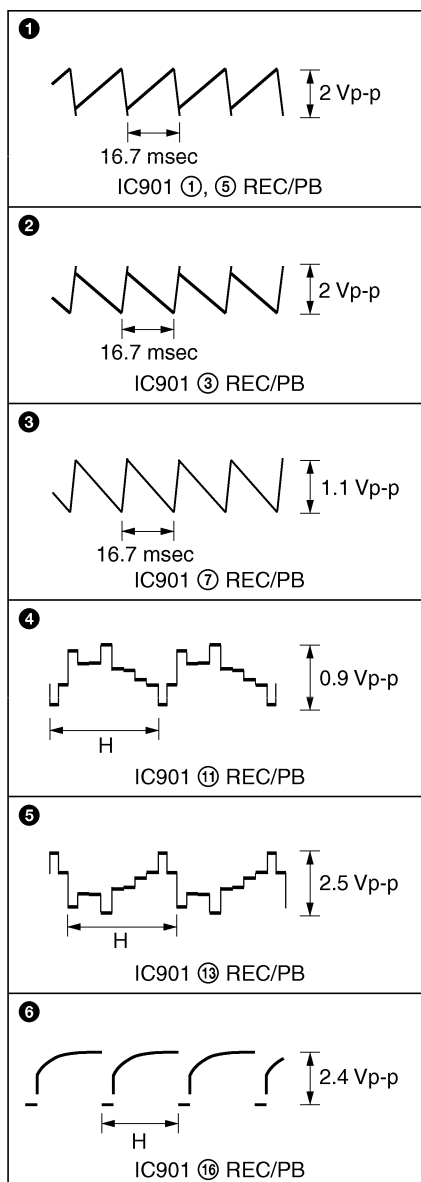 ❶
2 Vp-p
16.7 msec
IC901 ①, ⑤ REC/PB
❷
2 Vp-p
16.7 msec
IC901 ③ REC/PB
❸
1.1 Vp-p
16.7 msec
IC901 ⑦ REC/PB
❹
0.9 Vp-p
H
IC901 ⑪ REC/PB
❺
2.5 Vp-p
H
IC901 ⑬ REC/PB
❻
2.4 Vp-p
H
IC901 ⑯ REC/PB